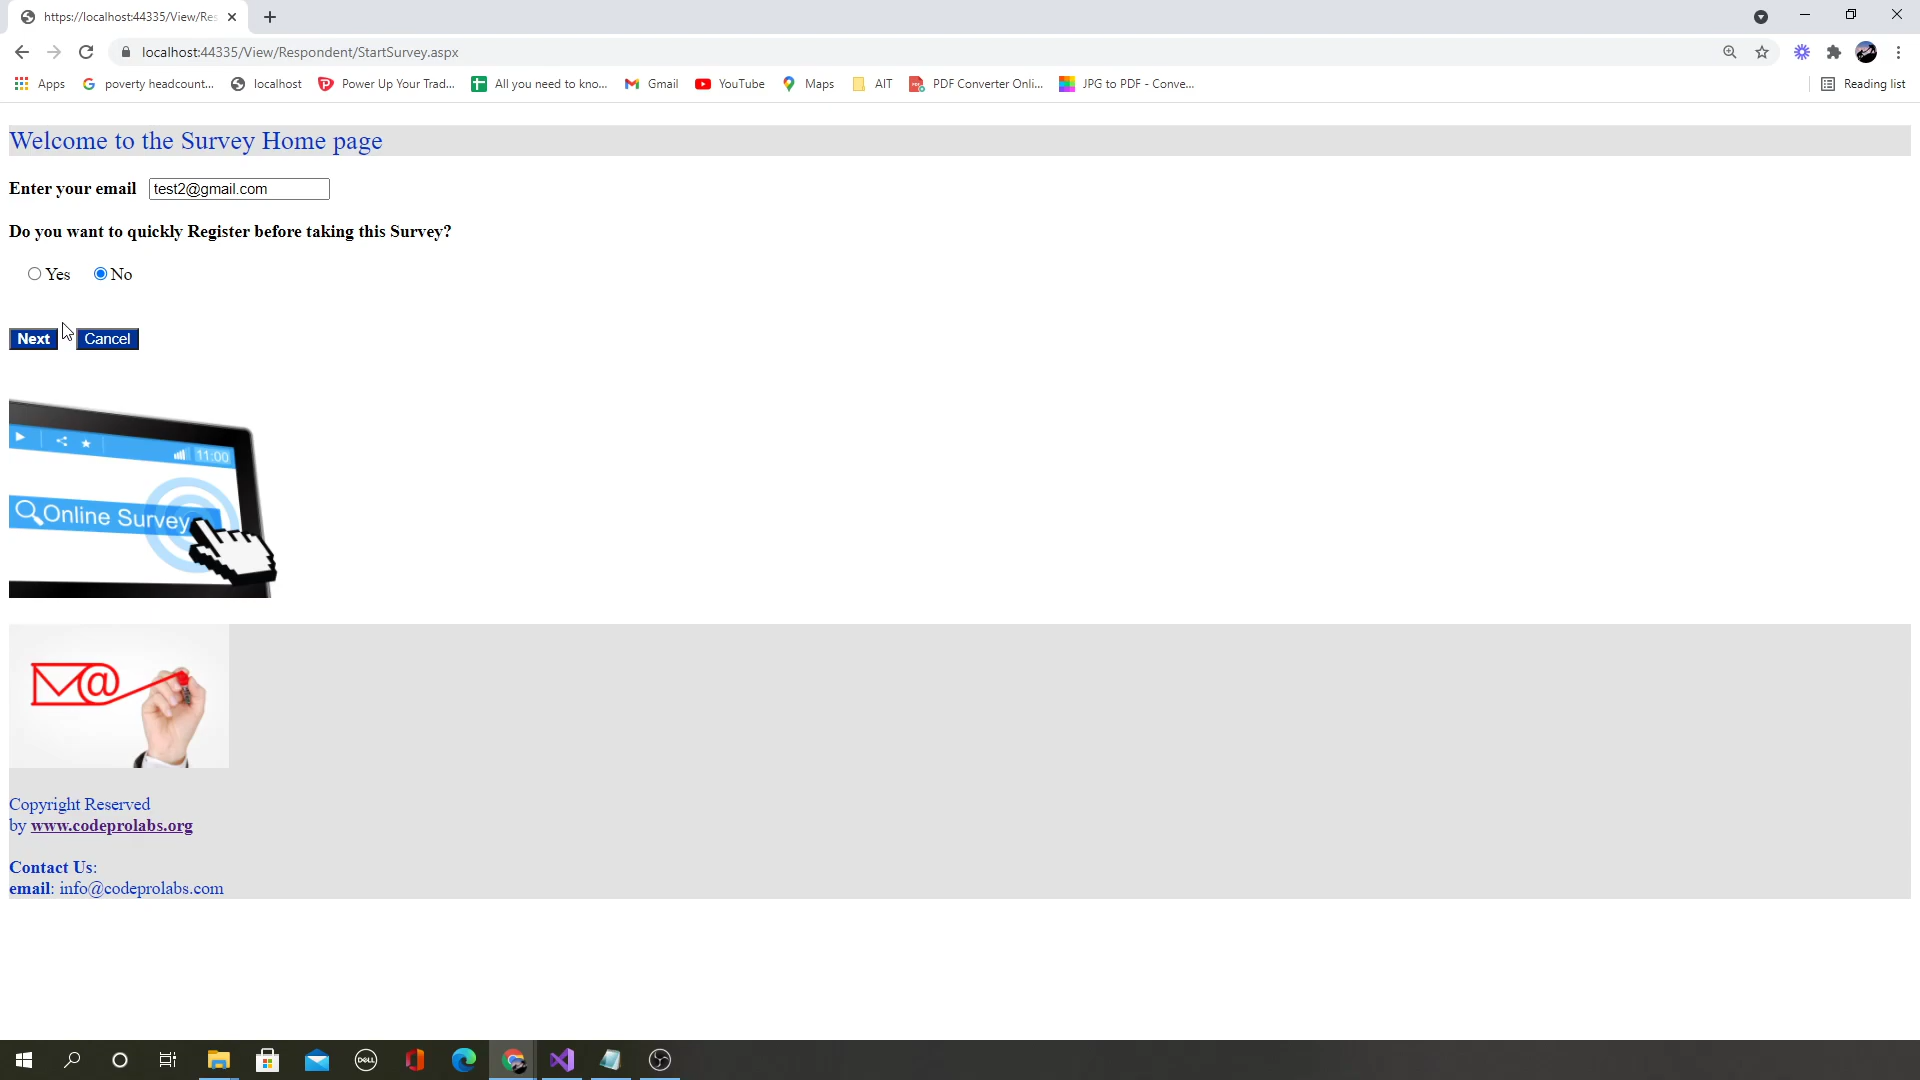 https://localhost:44335/View/Res
localhost:44335/View/Respondent/StartSurvey.aspx
Apps poverty headcount... localhost Power Up Your Trad... All you need to kno... Gmail YouTube Maps AIT PDF Converter Onli... JPG to PDF - Conve... Reading list
Welcome to the Survey Home page
Enter your email test2@gmail.com
Do you want to quickly Register before taking this Survey?
Yes No
Next Cancel
11:00
Online Survey
@
Copyright Reserved
by www.codeprolabs.org
Contact Us:
email: info@codeprolabs.com
DELL